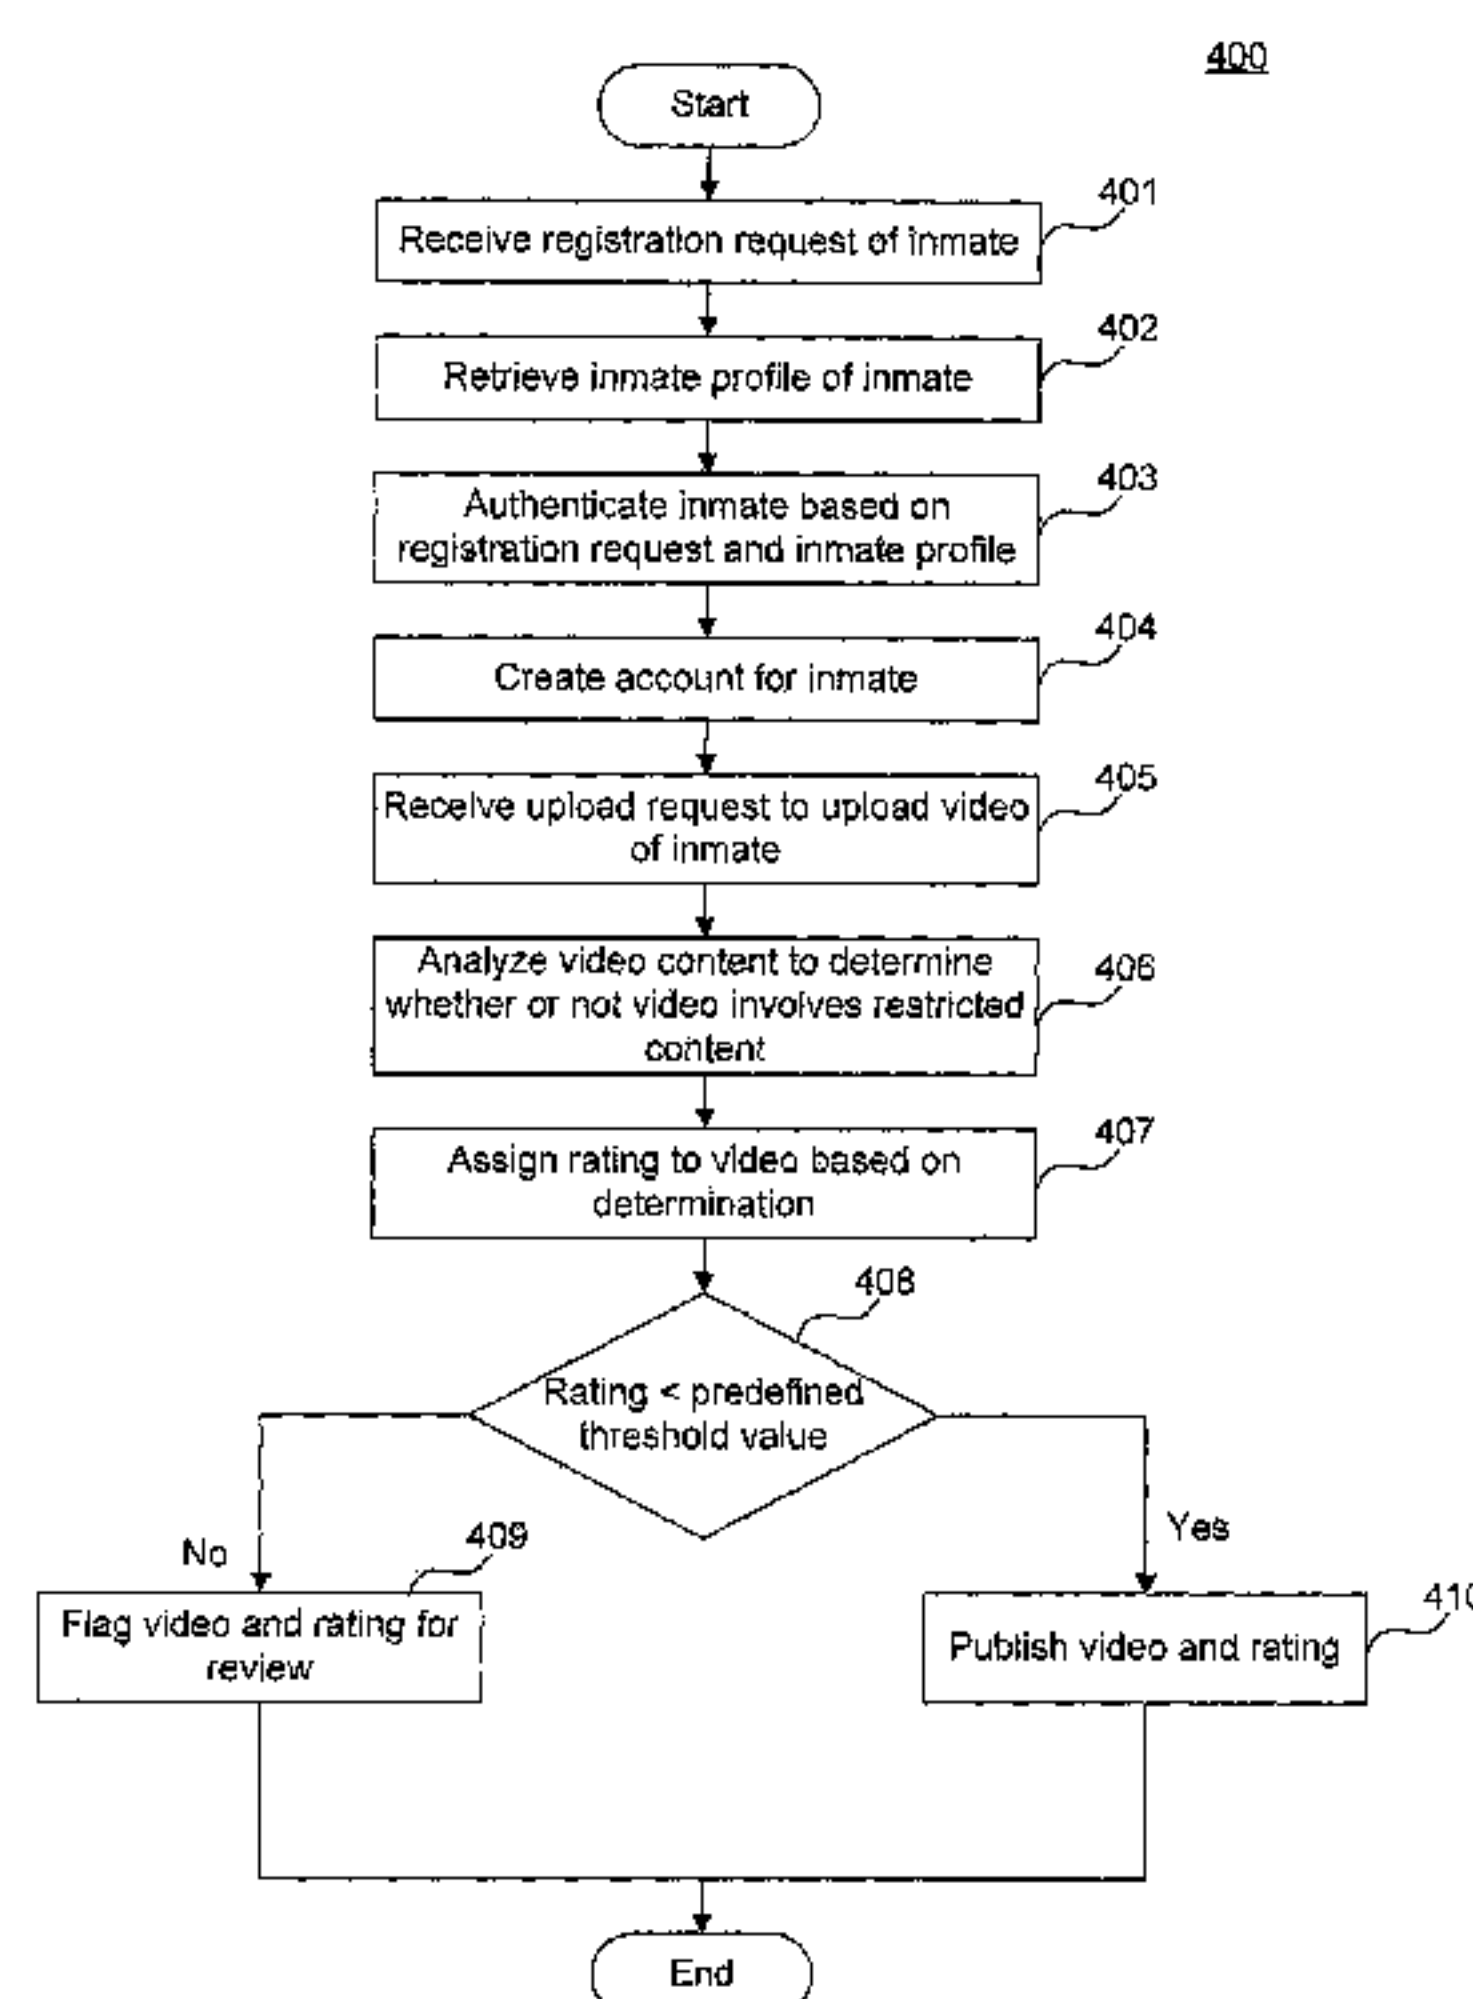 400
Start
401
Receive registration request of inmate
402
Retrieve inmate profile of inmate
403
Authenticate inmate based on
registration request and inmate profile
404
Create account for inmate
405
Receive upload request to upload video
of inmate
406
Analyze video content to determine
whether or not video involves restricted
content
407
Assign rating to video based on
determination
408
Rating < predefined
threshold value
No
Yes
409
Flag video and rating for
review
410
Publish video and rating
End